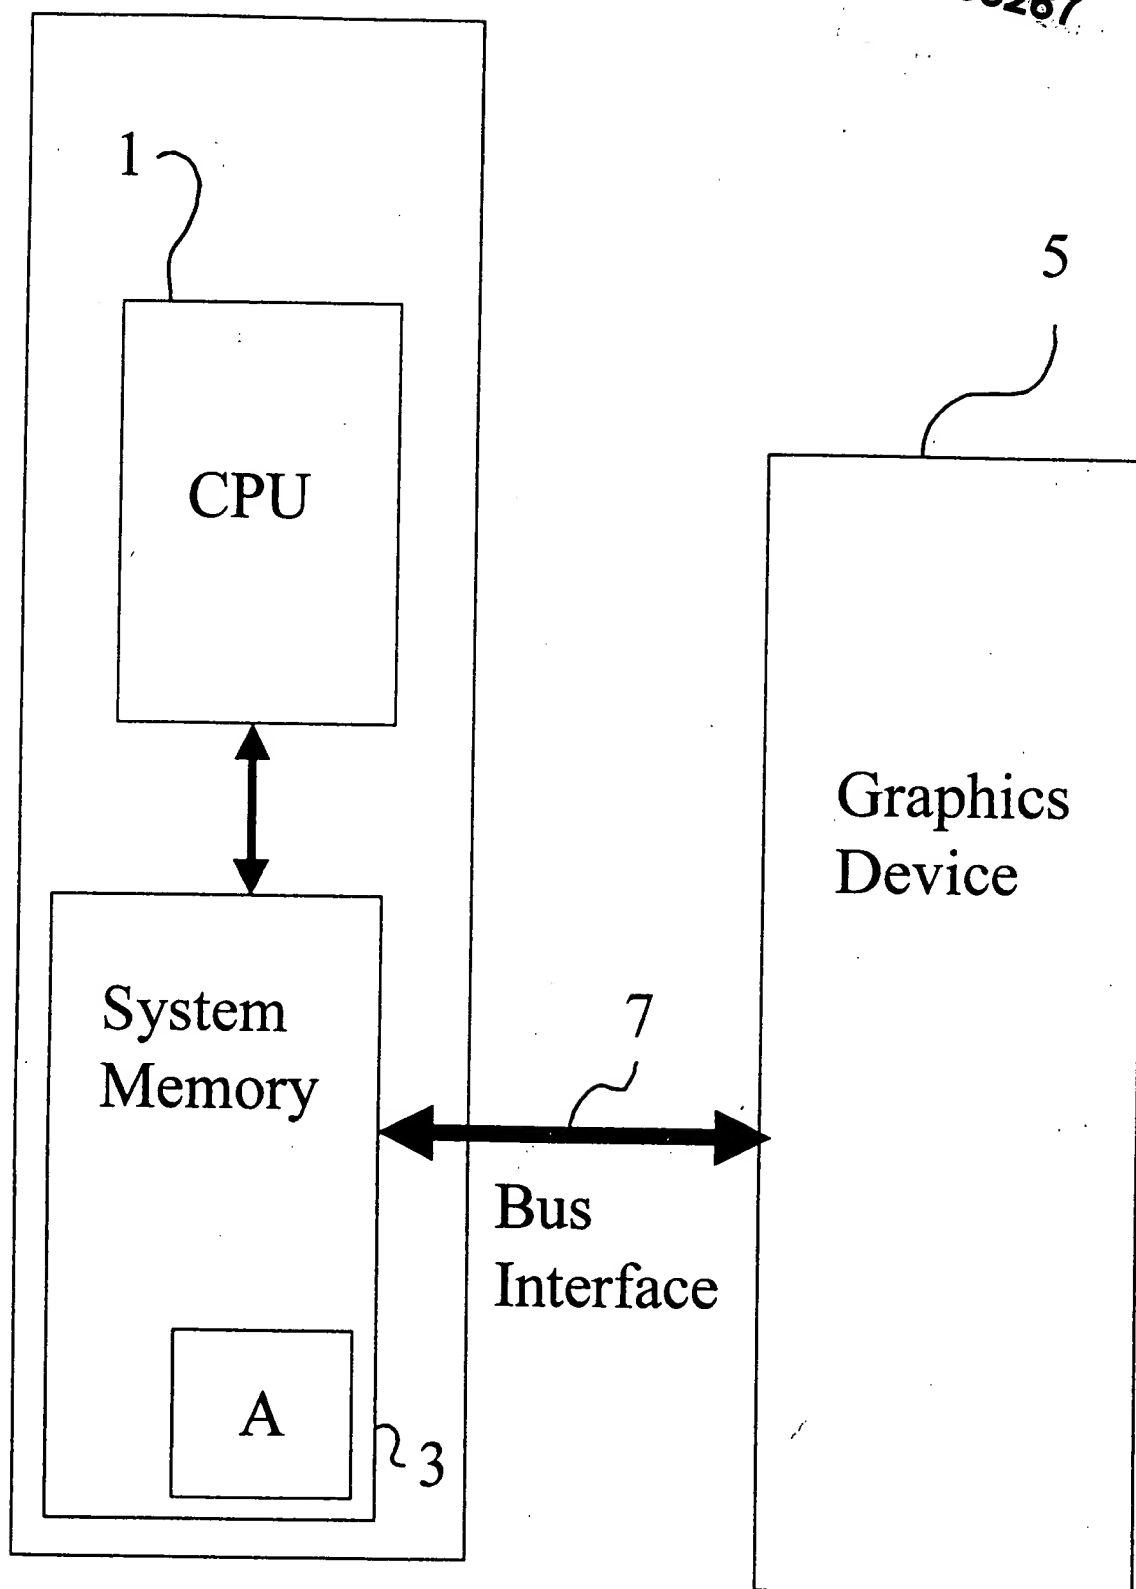 1
5
CPU
Graphics
Device
System
Memory
7
Bus
Interface
A
3